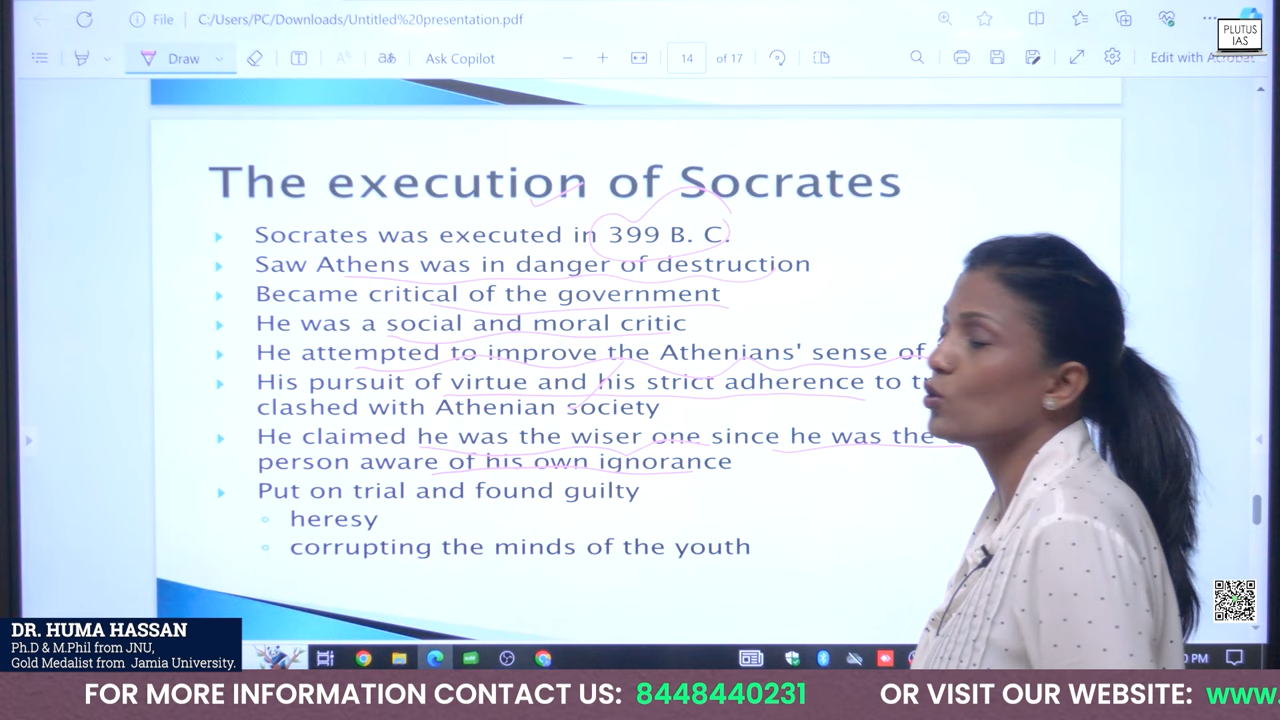 File C:/Users/PC/Downloads/Untitled%20presentation.pdf
PLUTUS
IAS
Draw aあ Ask Copilot 14 of 17 Edit with Acrobat
The execution of Socrates
Socrates was executed in 399 B. C.
Saw Athens was in danger of destruction
Became critical of the government
He was a social and moral critic
He attempted to improve the Athenians' sense of
His pursuit of virtue and his strict adherence to
clashed with Athenian society
He claimed he was the wiser one since he was the
person aware of his own ignorance
Put on trial and found guilty
heresy
corrupting the minds of the youth
DR. HUMA HASSAN
Ph.D & M.Phil from JNU,
Gold Medalist from Jamia University.
PM
FOR MORE INFORMATION CONTACT US: 8448440231 OR VISIT OUR WEBSITE: www.